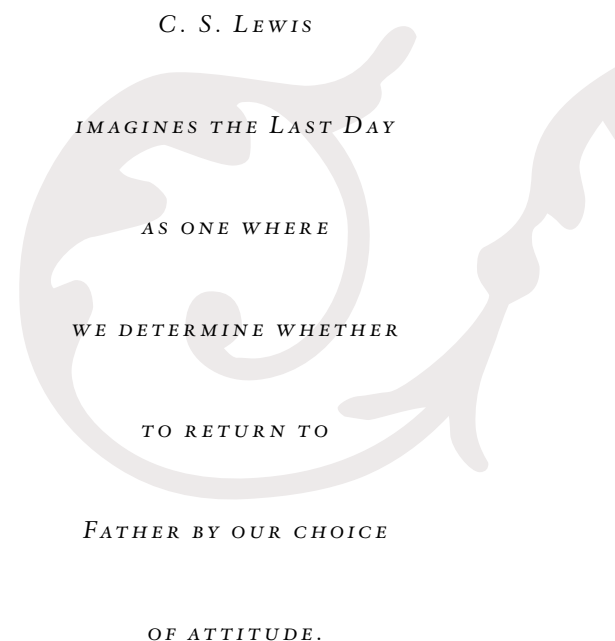 C. S. Lewis
imagines the Last Day
as one where
we determine whether
to return to
Father by our choice
of attitude.